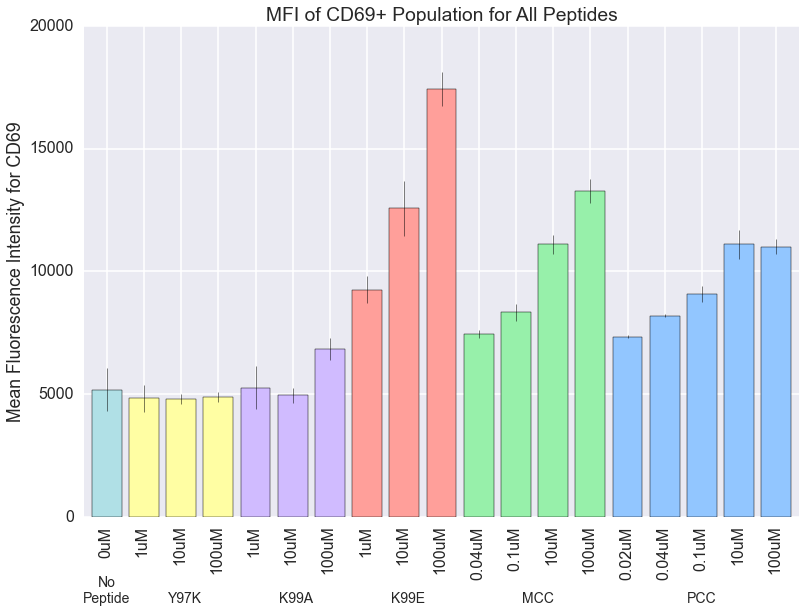 MFI of CD69+ Population for All Peptides
Mean Fluorescence Intensity for CD69
20000
15000
10000
5000
0
0uM 1uM 10uM 100uM 1uM 10uM 100uM 1uM 10uM 100uM 0.04uM 0.1uM 10uM 100uM 0.02uM 0.04uM 0.1uM 10uM 100uM
No
Peptide Y97K K99A K99E MCC PCC